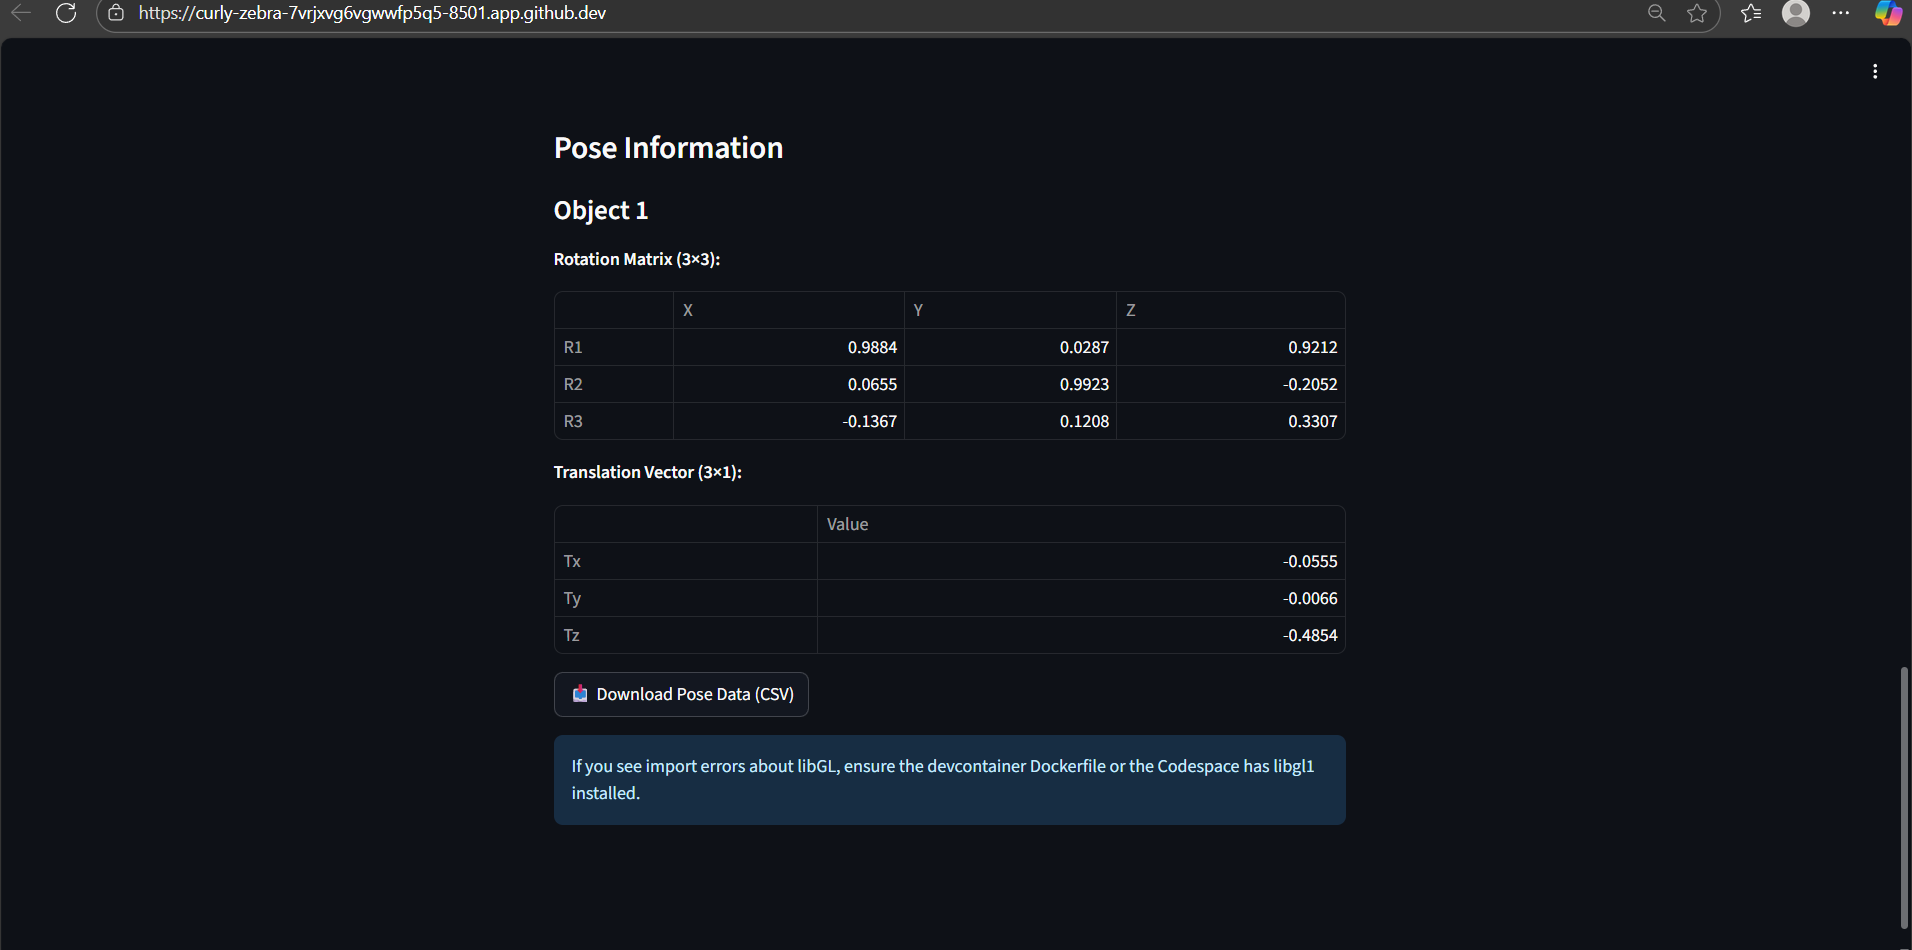 https://curly-zebra-7vrjxvg6vgwwfp5q5-8501.app.github.dev
Pose Information
Object 1
Rotation Matrix (3×3):
X Y Z
R1 0.9884 0.0287 0.9212
R2 0.0655 0.9923 -0.2052
R3 -0.1367 0.1208 0.3307
Translation Vector (3×1):
Value
Tx -0.0555
Ty -0.0066
Tz -0.4854
Download Pose Data (CSV)
If you see import errors about libGL, ensure the devcontainer Dockerfile or the Codespace has libgl1
installed.